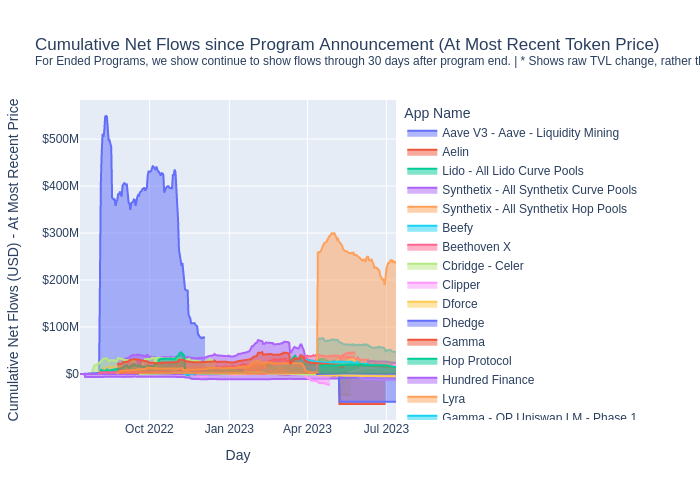 Cumulative Net Flows since Program Announcement (At Most Recent Token Price)
For Ended Programs, we show continue to show flows through 30 days after program end. | * Shows raw TVL change, rather
Cumulative Net Flows (USD) - At Most Recent Price
$500M
$400M
$300M
$200M
$100M
$0
Oct 2022
Jan 2023
Apr 2023
Jul 2023
Day
App Name
Aave V3 - Aave - Liquidity Mining
Aelin
Lido - All Lido Curve Pools
Synthetix - All Synthetix Curve Pools
Synthetix - All Synthetix Hop Pools
Beefy
Beethoven X
Cbridge - Celer
Clipper
Dforce
Dhedge
Gamma
Hop Protocol
Hundred Finance
Lyra
Gamma - OP Uniswap LM - Phase 1